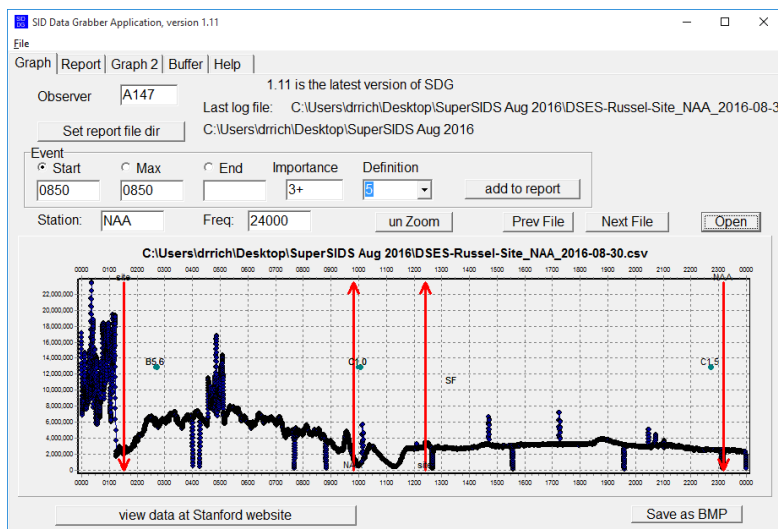 SID Data Grabber Application, version 1.11
File
Graph Report Graph 2 Buffer Help
1.11 is the latest version of SDG
Observer A147
Last log file: C:\Users\drrich\Desktop\SuperSIDS Aug 2016\DSES-Russel-Site_NAA_2016-08-3
Set report file dir C:\Users\drrich\Desktop\SuperSIDS Aug 2016
Event
Start Max End Importance Definition
0850 0850 3+ 5 add to report
Station: NAA Freq: 24000 un Zoom Prev File Next File Open
C:\Users\drrich\Desktop\SuperSIDS Aug 2016\DSES-Russel-Site_NAA_2016-08-30.csv
0000 0100 0200 0300 0400 0500 0600 0700 0800 0900 1000 1100 1200 1300 1400 1500 1600 1700 1800 1900 2000 2100 2200 2300 0000
site NAA
22,000,000
20,000,000
18,000,000
16,000,000
14,000,000
B5.6 C1.0 C1.5
12,000,000
SF
10,000,000
8,000,000
6,000,000
4,000,000
2,000,000
0
0000 0100 0200 0300 0400 0500 0600 0700 0800 0900 1000 1100 1200 1300 1400 1500 1600 1700 1800 1900 2000 2100 2200 2300 0000
view data at Stanford website Save as BMP